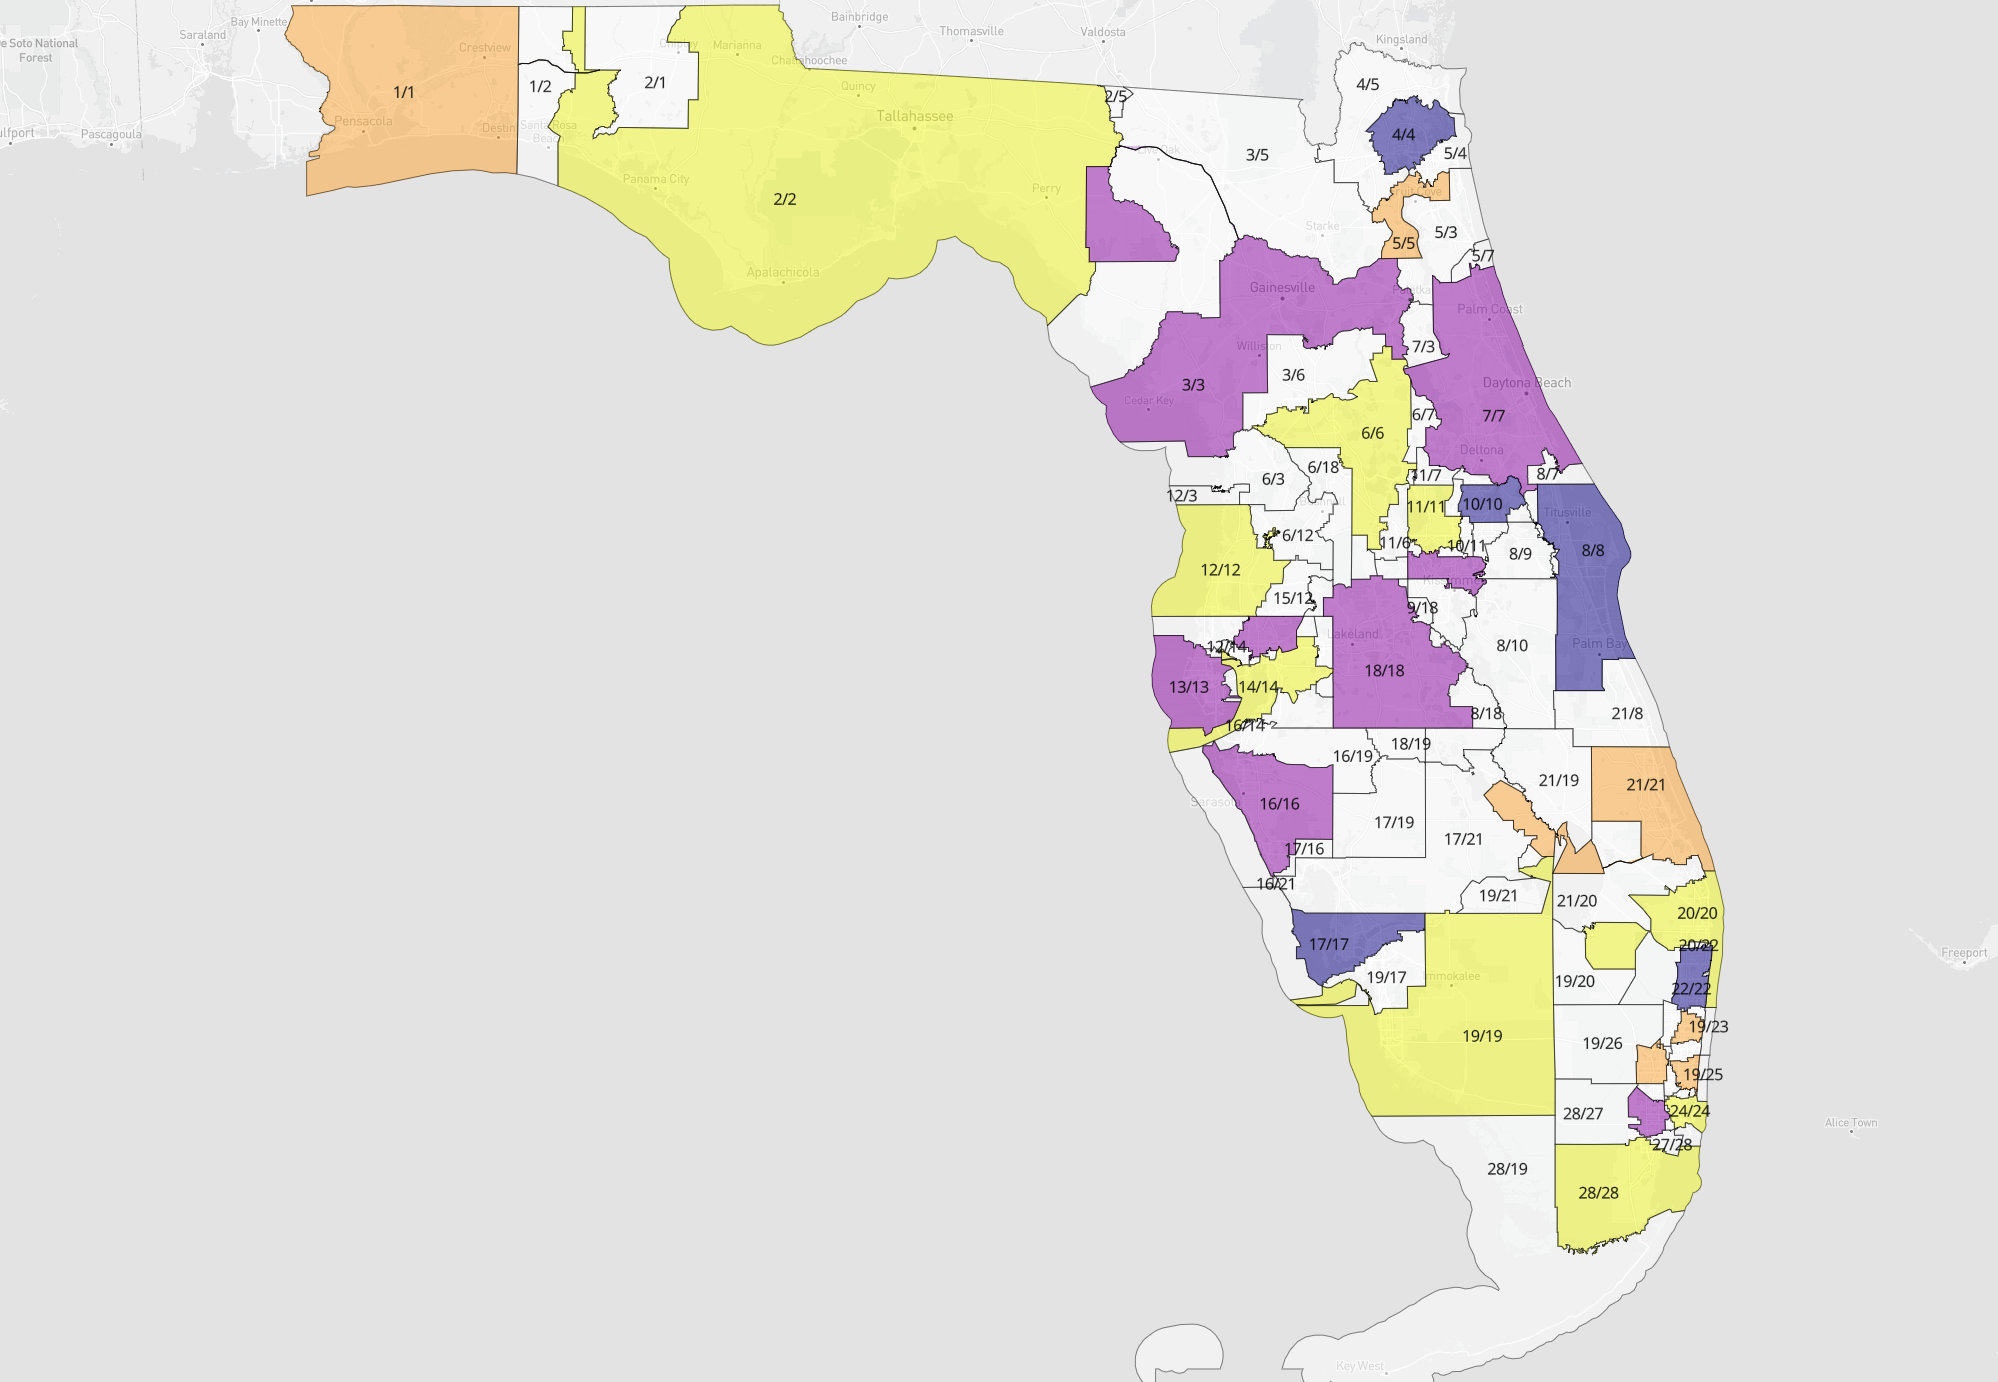 Bay Minette
Saraland
De Soto National
Forest
Gulfport
Pascagoula
Pensacola
Crestview
Destin
Santa Rosa
Beach
Chipley
Marianna
Bainbridge
Chattahoochee
Thomasville
Valdosta
Kingsland
Quincy
Tallahassee
Panama City
Apalachicola
Perry
Live Oak
Starke
Fruit Cove
Gainesville
Palatka
Palm Coast
Williston
Cedar Key
Daytona Beach
Deltona
Titusville
Kissimmee
Lakeland
Palm Bay
Sarasota
Immokalee
Freeport
Alice Town
Key West
1/1
1/2
2/1
2/2
2/5
3/5
4/5
4/4
5/4
5/5
5/3
5/7
7/3
3/3
3/6
6/6
6/7
7/7
6/3
6/18
11/7
8/7
12/3
11/11
10/10
6/12
11/6
10/11
8/9
8/8
12/12
15/12
9/18
12/14
8/10
13/13
14/14
18/18
8/18
21/8
16/14
16/19
18/19
21/19
21/21
16/16
17/19
17/21
17/16
16/21
19/21
21/20
20/20
17/17
20/22
19/17
19/20
22/22
19/19
19/26
19/23
19/25
28/27
24/24
27/28
28/19
28/28